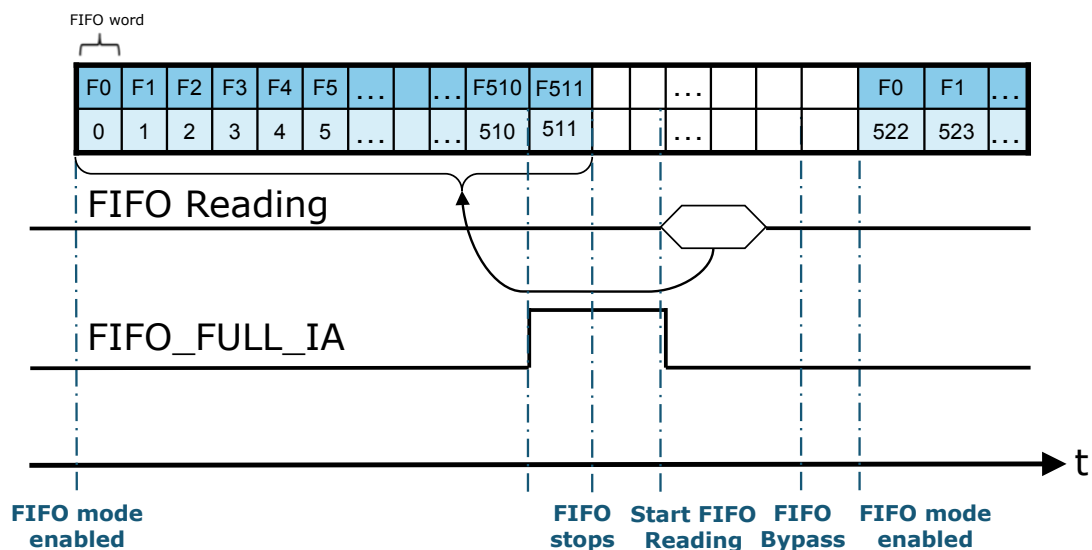 FIFO word
F0 F1 F2 F3 F4 F5 ... ... F510 F511 ... F0 F1 ...
0 1 2 3 4 5 ... ... 510 511 ... 522 523 ...
FIFO Reading
FIFO_FULL_IA
t
FIFO mode
enabled
FIFO
stops
Start FIFO
Reading
FIFO
Bypass
FIFO mode
enabled